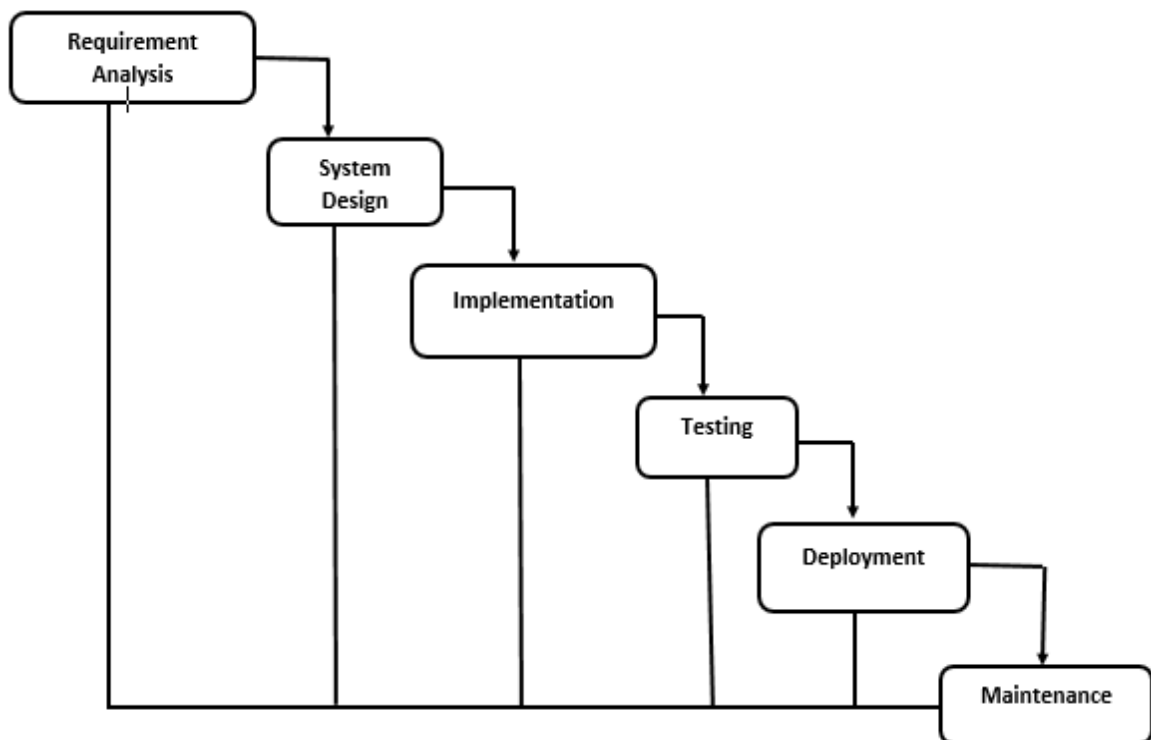 Requirement
Analysis
System
Design
Implementation
Testing
Deployment
Maintenance